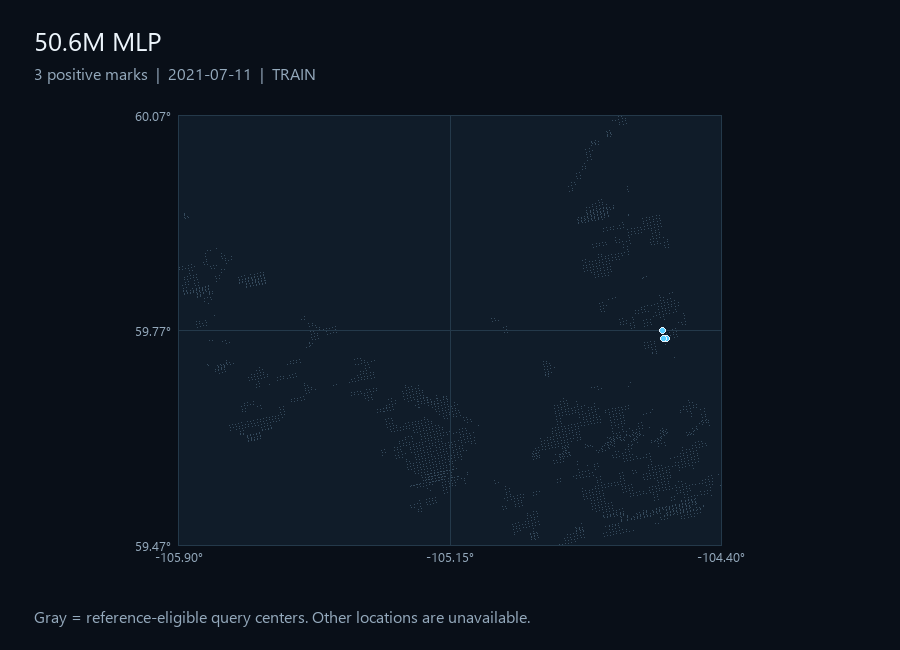 50.6M MLP
3 positive marks | 2021-07-11 | TRAIN
60.07°
59.77°
59.47°
-105.90°
-105.15°
-104.40°
Gray = reference-eligible query centers. Other locations are unavailable.